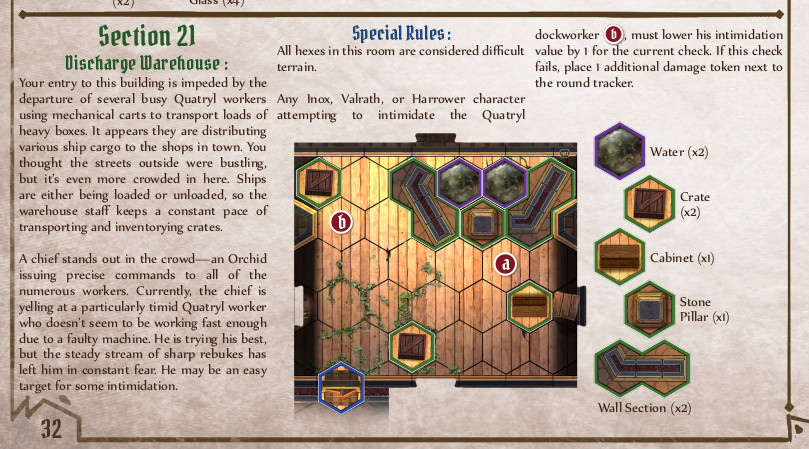 (x2)
Glass (x4)
Section 21
Discharge Warehouse :
Your entry to this building is impeded by the
departure of several busy Quatryl workers
using mechanical carts to transport loads of
heavy boxes. It appears they are distributing
various ship cargo to the shops in town. You
thought the streets outside were bustling,
but it's even more crowded in here. Ships
are either being loaded or unloaded, so the
warehouse staff keeps a constant pace of
transporting and inventorying crates.
A chief stands out in the crowd—an Orchid
issuing precise commands to all of the
numerous workers. Currently, the chief is
yelling at a particularly timid Quatryl worker
who doesn't seem to be working fast enough
due to a faulty machine. He is trying his best,
but the steady stream of sharp rebukes has
left him in constant fear. He may be an easy
target for some intimidation.
32
Special Rules :
All hexes in this room are considered difficult
terrain.
Any Inox, Valrath, or Harrower character
attempting to intimidate the Quatryl
dockworker b, must lower his intimidation
value by 1 for the current check. If this check
fails, place 1 additional damage token next to
the round tracker.
b
a
Water (x2)
Crate
(x2)
Cabinet (x1)
Stone
Pillar (x1)
Wall Section (x2)